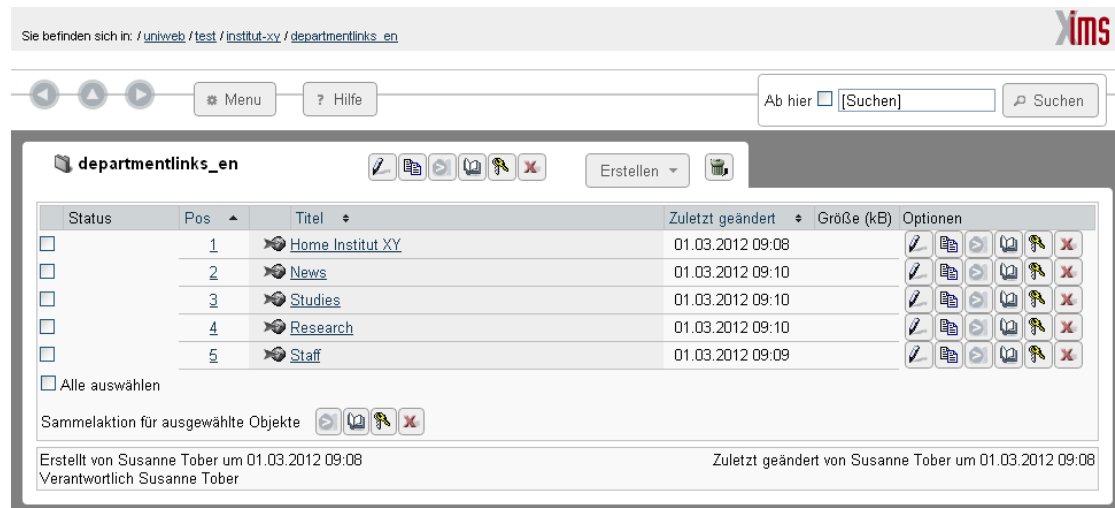 Sie befinden sich in: / uniweb / test / institut-xy / departmentlinks_en
Xims
Menu
? Hilfe
Ab hier [Suchen] Suchen
departmentlinks_en Erstellen
Status Pos Titel Zuletzt geändert Größe (kB) Optionen
1 Home Institut XY 01.03.2012 09:08
2 News 01.03.2012 09:10
3 Studies 01.03.2012 09:10
4 Research 01.03.2012 09:10
5 Staff 01.03.2012 09:09
Alle auswählen
Sammelaktion für ausgewählte Objekte
Erstellt von Susanne Tober um 01.03.2012 09:08 Zuletzt geändert von Susanne Tober um 01.03.2012 09:08
Verantwortlich Susanne Tober